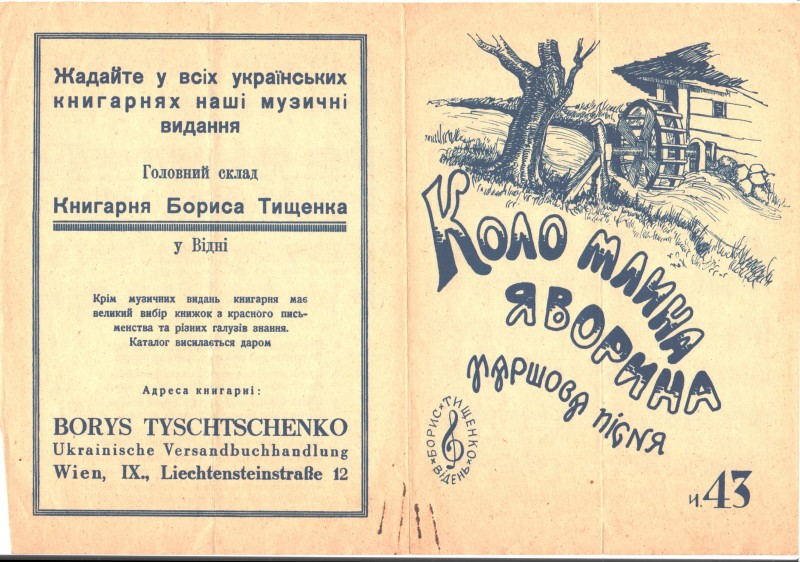 Жадайте у всіх українських
книгарнях наші музичні
видання
Головний склад
Книгарня Бориса Тищенка
у Відні
Крім музичних видань книгарня має
великий вибір книжок з красного пись-
менства та різних галузів знання.
Каталог висилається даром
Адреса книгарні:
BORYS TYSCHTSCHENKO
Ukrainische Versandbuchhandlung
Wien, IX., Liechtensteinstraße 12
Коло млина
яворина
маршова пісня
БОРИС ТИЩЕНКО
ВІДЕНЬ
и. 43